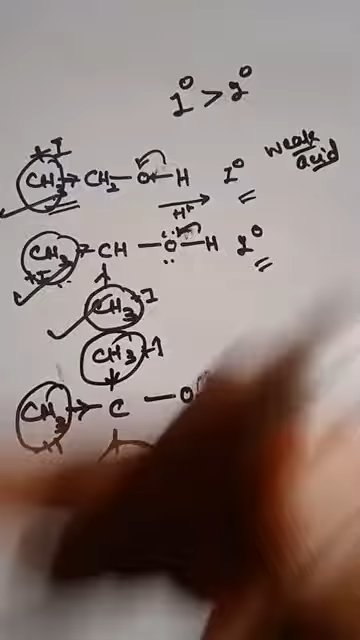 1° > 2°
weak acid
+I
CH3 → CH2 — O ← H 1°
H+
CH3 → CH — O — H 2°
+I
CH3 +I
CH3 +I
CH3 → C — O